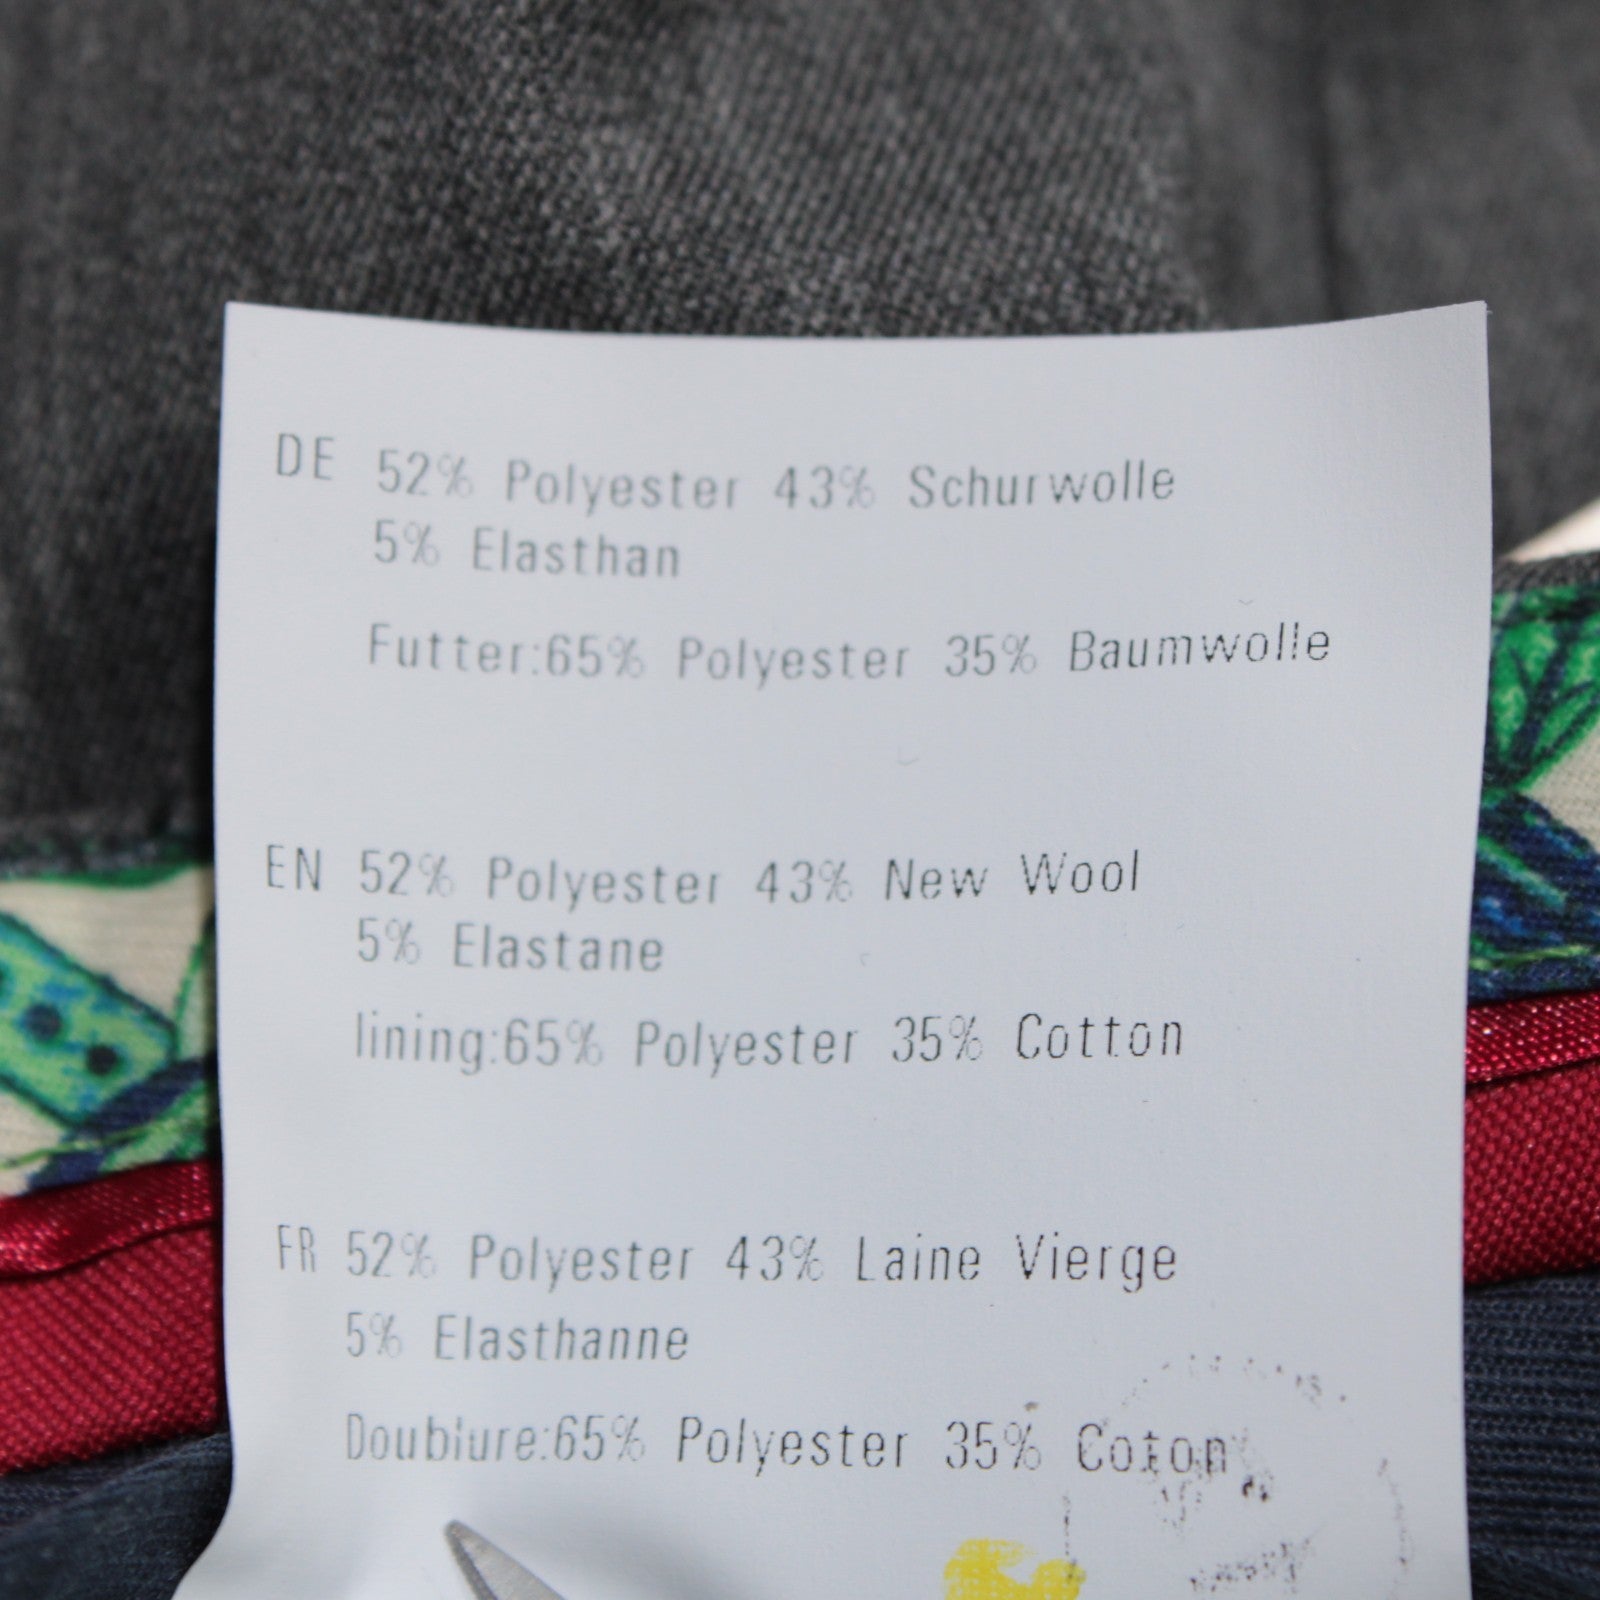 DE 52% Polyester 43% Schurwolle
5% Elasthan
Futter:65% Polyester 35% Baumwolle
EN 52% Polyester 43% New Wool
5% Elastane
lining:65% Polyester 35% Cotton
FR 52% Polyester 43% Laine Vierge
5% Elasthanne
Doublure:65% Polyester 35% Coton